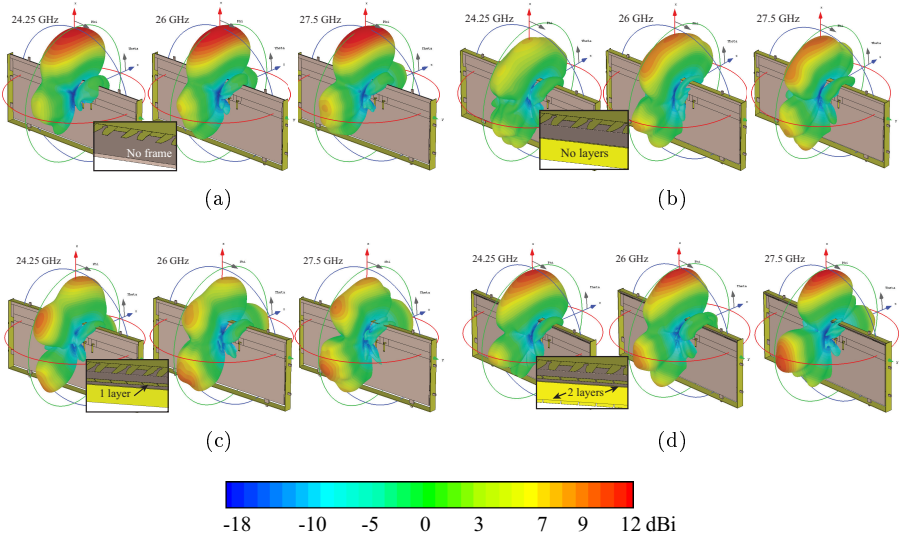 24.25 GHz 26 GHz 27.5 GHz
No frame
(a)
24.25 GHz 26 GHz 27.5 GHz
No layers
(b)
24.25 GHz 26 GHz 27.5 GHz
1 layer
(c)
24.25 GHz 26 GHz 27.5 GHz
2 layers
(d)
-18 -10 -5 0 3 7 9 12 dBi